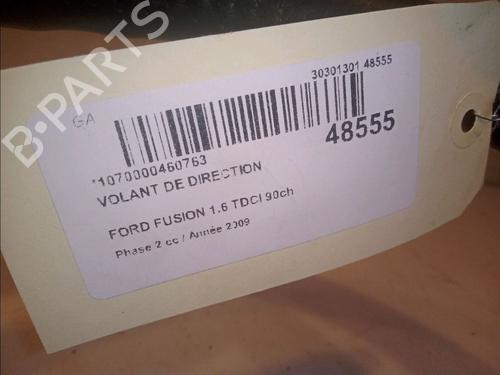 B-PARTS
GA
30301301 48555
48555
*1070000460763
VOLANT DE DIRECTION
FORD FUSION 1.6 TDCI 90ch
Phase 2 cc / Année 2009